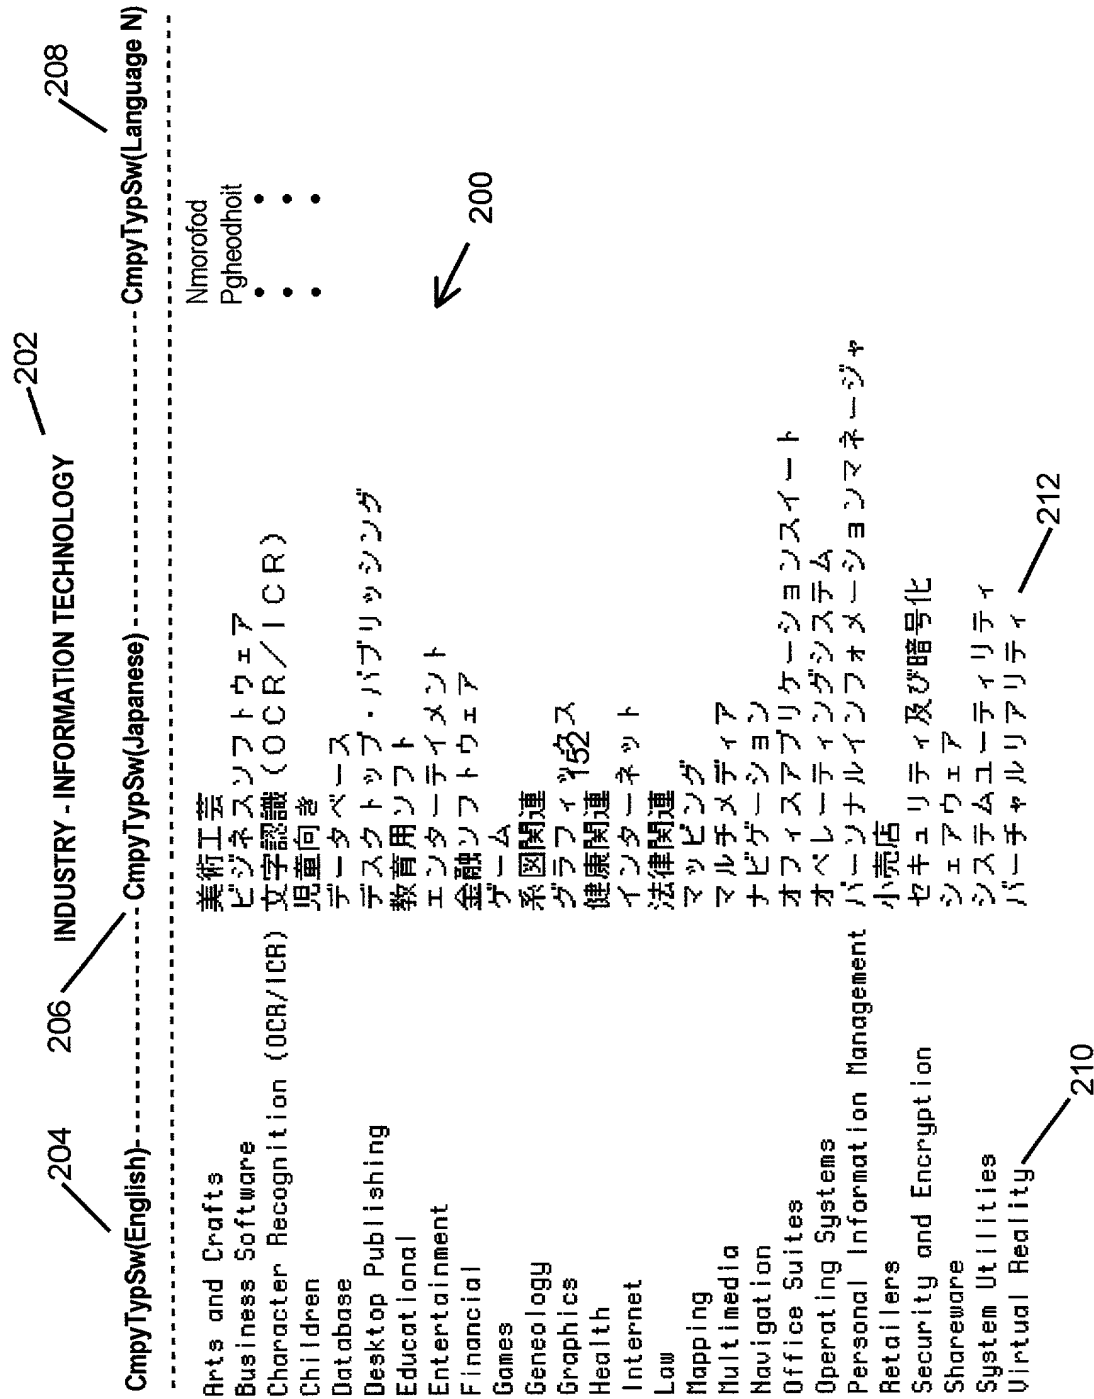 202
INDUSTRY - INFORMATION TECHNOLOGY
204
206
208
CmpyTypSw(English)
CmpyTypSw(Japanese)
CmpyTypSw(Language N)
Arts and Crafts 美術工芸 Nmorofod
Business Software ビジネスソフトウェア Pgheodhoit
Character Recognition (OCR/ICR) 文字認識(OCR/ICR)
Children 児童向き
Database データベース
Desktop Publishing デスクトップ・パブリッシング
Educational 教育用ソフト
Entertainment エンターテイメント
200
Financial 金融ソフトウェア
Games ゲーム
Geneology 系図関連
Graphics グラフィックス
152
Health 健康関連
Internet インターネット
Law 法律関連
Mapping マッピング
Multimedia マルチメディア
Navigation ナビゲーション
Office Suites オフィスアプリケーションスイート
Operating Systems オペレーティングシステム
Personal Information Management パーソナルインフォメーションマネージャ
Retailers 小売店
Security and Encryption セキュリティ及び暗号化
Shareware シェアウェア
System Utilities システムユーティリティ
Virtual Reality バーチャルリアリティ
210
212